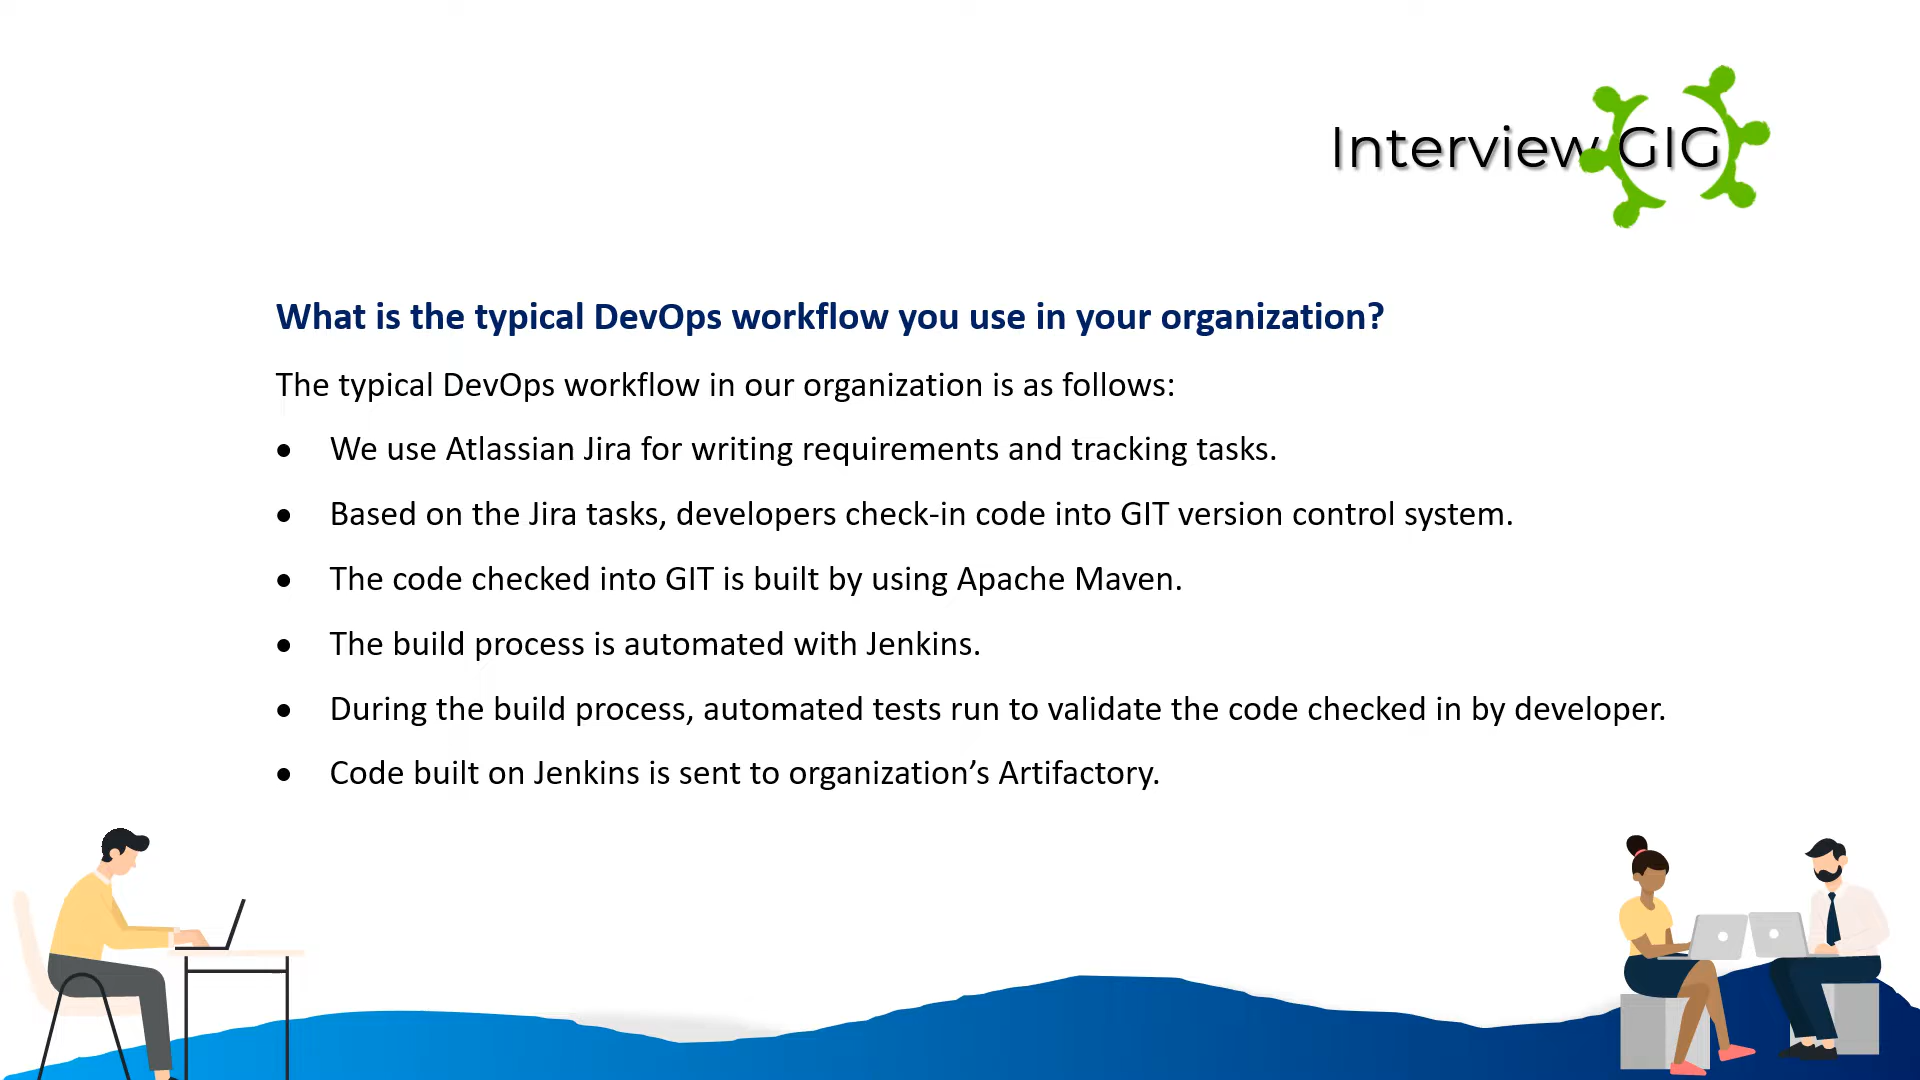 Interview GIG
What is the typical DevOps workflow you use in your organization?
The typical DevOps workflow in our organization is as follows:
• We use Atlassian Jira for writing requirements and tracking tasks.
• Based on the Jira tasks, developers check-in code into GIT version control system.
• The code checked into GIT is built by using Apache Maven.
• The build process is automated with Jenkins.
• During the build process, automated tests run to validate the code checked in by developer.
• Code built on Jenkins is sent to organization’s Artifactory.